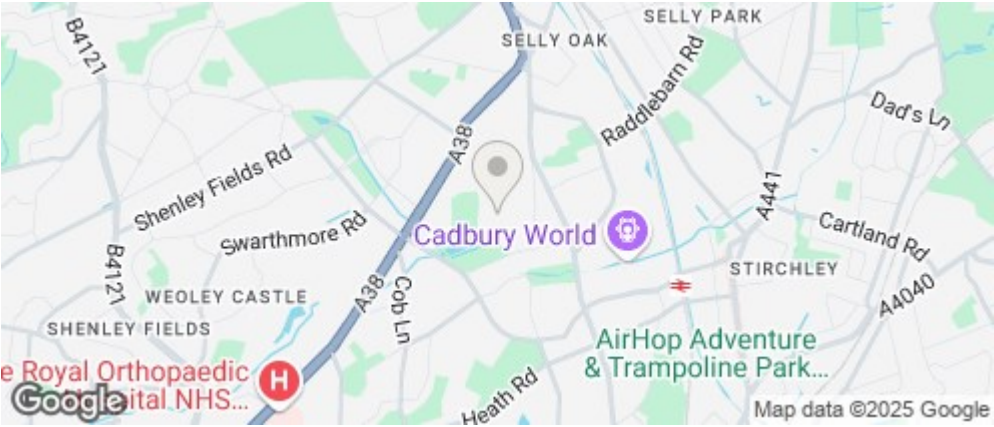 SELLY PARK
B4121
SELLY OAK
Raddlebarn Rd
Dad's Ln
A38
Shenley Fields Rd
A441
Swarthmore Rd
Cadbury World
Cartland Rd
B4121
STIRCHLEY
A38
Cob Ln
WEOLEY CASTLE
A4040
SHENLEY FIELDS
AirHop Adventure
& Trampoline Park...
e Royal Orthopaedic
H
ital NHS...
Heath Rd
Google
Map data ©2025 Google